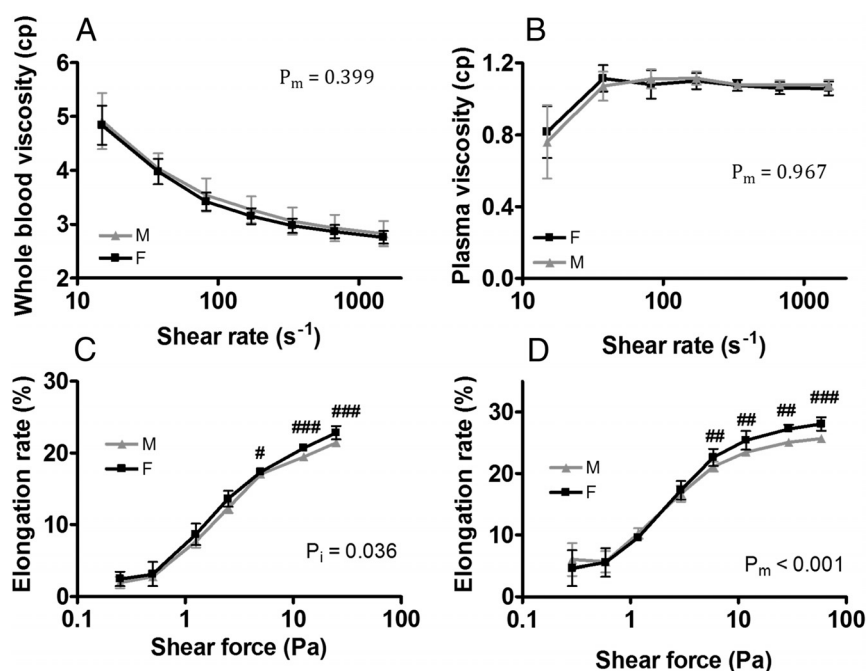 A
Whole blood viscosity (cp)
6
5
4
3
2
Pₘ = 0.399
M
F
10
100
1000
Shear rate (s⁻¹)
B
Plasma viscosity (cp)
1.2
0.8
0.4
0.0
Pₘ = 0.967
F
M
10
100
1000
Shear rate (s⁻¹)
C
Elongation rate (%)
30
20
10
0
M
F
#
###
###
Pᵢ = 0.036
0.1
1
10
100
Shear force (Pa)
D
Elongation rate (%)
30
20
10
0
M
F
##
##
##
###
Pₘ < 0.001
0.1
1
10
100
Shear force (Pa)